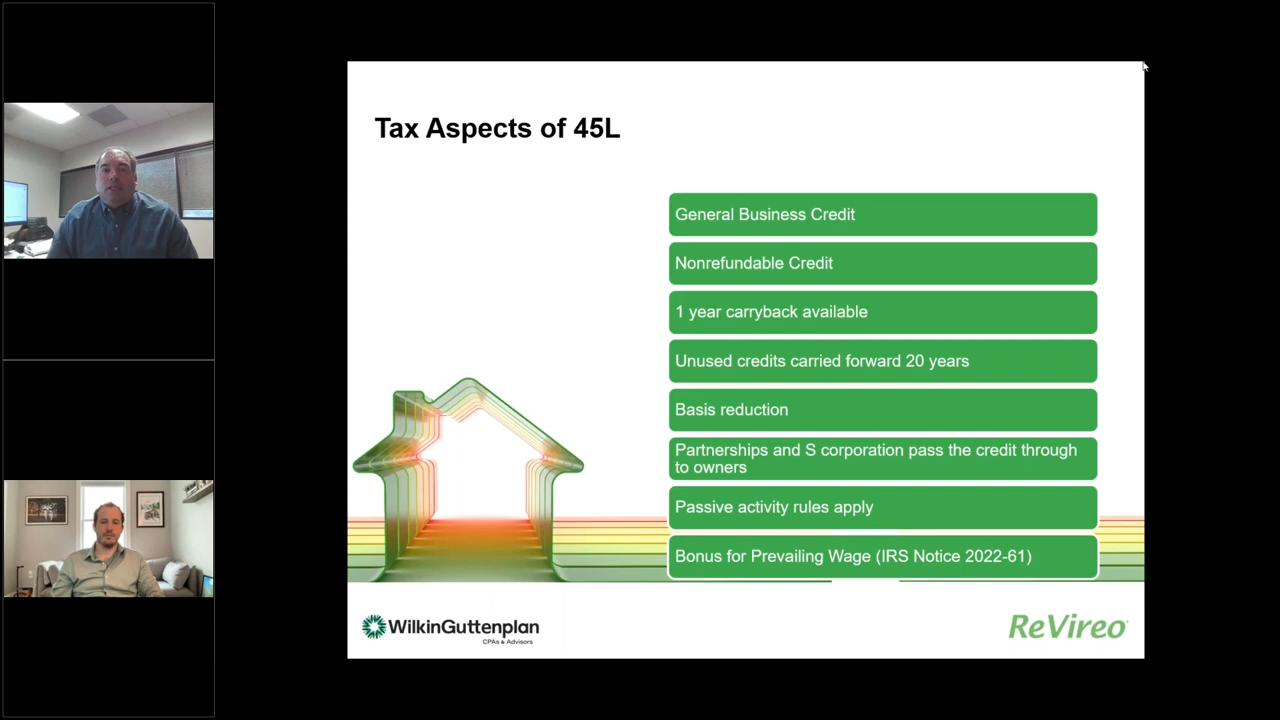 Tax Aspects of 45L
General Business Credit
Nonrefundable Credit
1 year carryback available
Unused credits carried forward 20 years
Basis reduction
Partnerships and S corporation pass the credit through
to owners
Passive activity rules apply
Bonus for Prevailing Wage (IRS Notice 2022-61)
WilkinGuttenplan
CPAs & Advisors
ReVireo